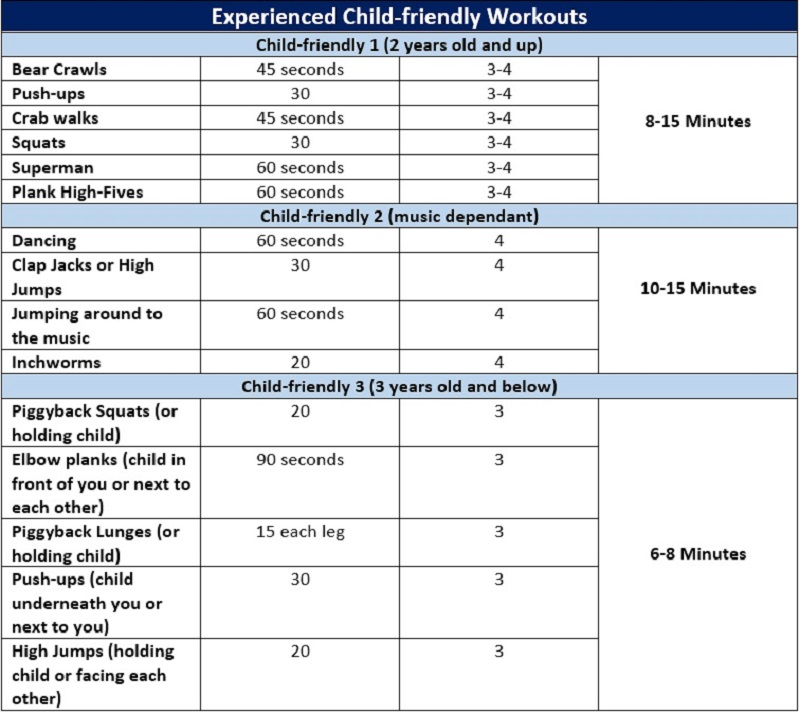 Experienced Child-friendly Workouts
Child-friendly 1 (2 years old and up)
Bear Crawls 45 seconds 3-4
Push-ups 30 3-4
Crab walks 45 seconds 3-4
8-15 Minutes
Squats 30 3-4
Superman 60 seconds 3-4
Plank High-Fives 60 seconds 3-4
Child-friendly 2 (music dependant)
Dancing 60 seconds 4
Clap Jacks or High 30 4
Jumps
10-15 Minutes
Jumping around to 60 seconds 4
the music
Inchworms 20 4
Child-friendly 3 (3 years old and below)
Piggyback Squats (or 20 3
holding child)
Elbow planks (child in 90 seconds 3
front of you or next to
each other)
Piggyback Lunges (or 15 each leg 3
holding child)
6-8 Minutes
Push-ups (child 30 3
underneath you or
next to you)
High Jumps (holding 20 3
child or facing each
other)